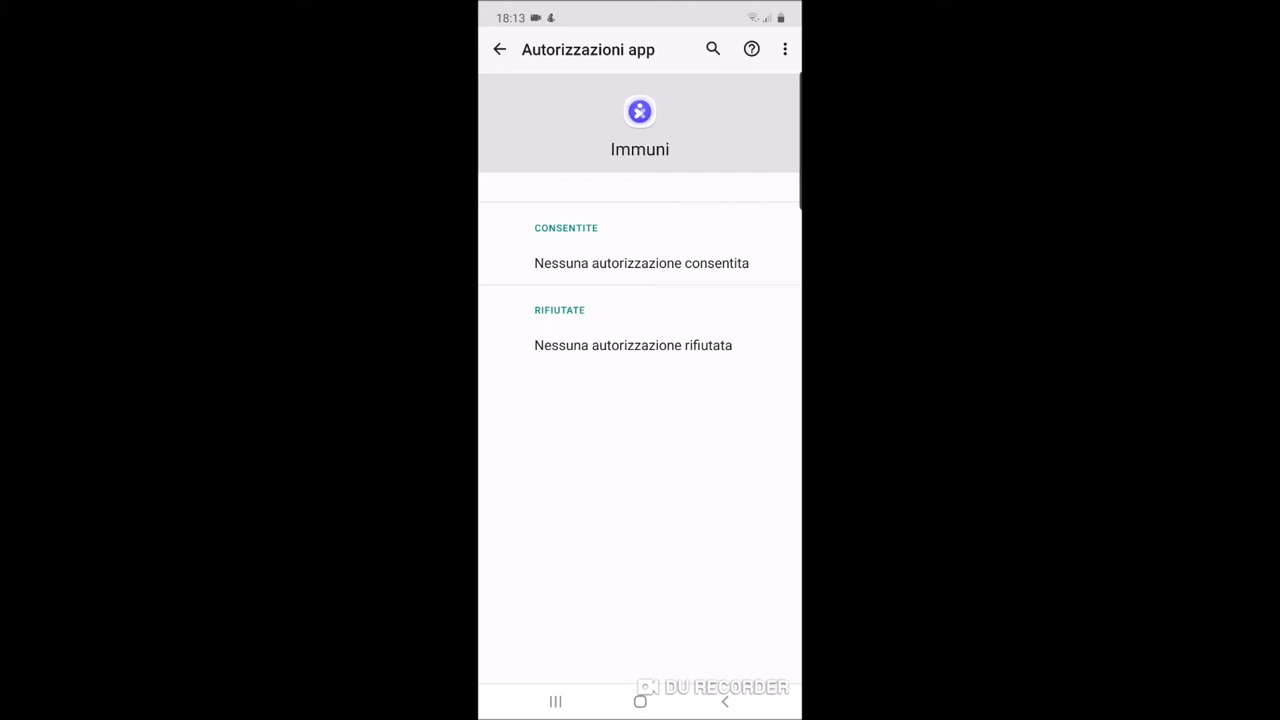 18:13
Autorizzazioni app
Immuni
CONSENTITE
Nessuna autorizzazione consentita
RIFIUTATE
Nessuna autorizzazione rifiutata
DU RECORDER